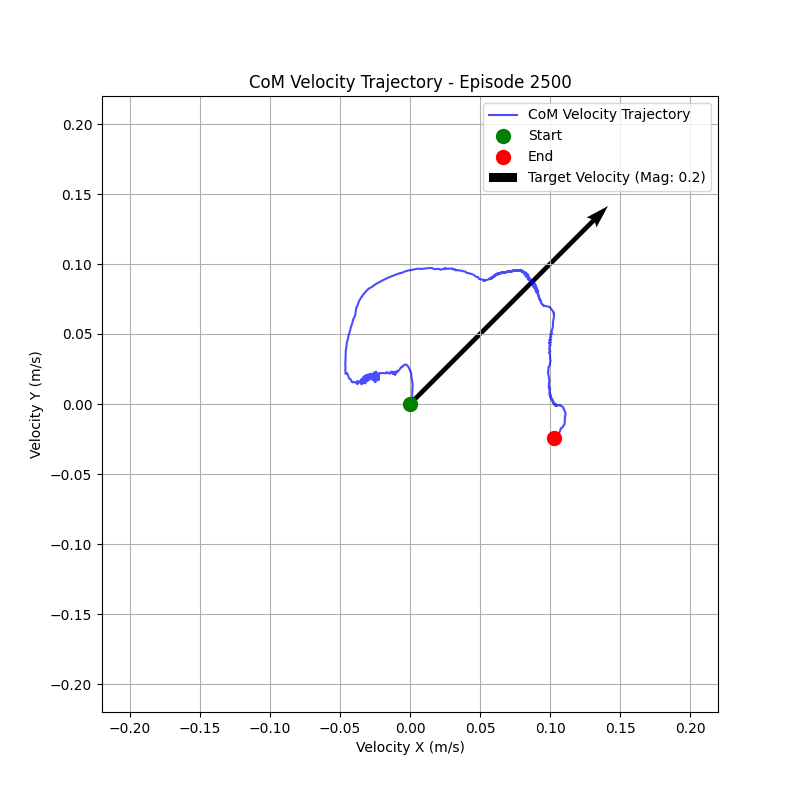 CoM Velocity Trajectory - Episode 2500
CoM Velocity Trajectory
Start
End
Target Velocity (Mag: 0.2)
0.20
0.15
0.10
0.05
0.00
−0.05
−0.10
−0.15
−0.20
Velocity Y (m/s)
−0.20 −0.15 −0.10 −0.05 0.00 0.05 0.10 0.15 0.20
Velocity X (m/s)